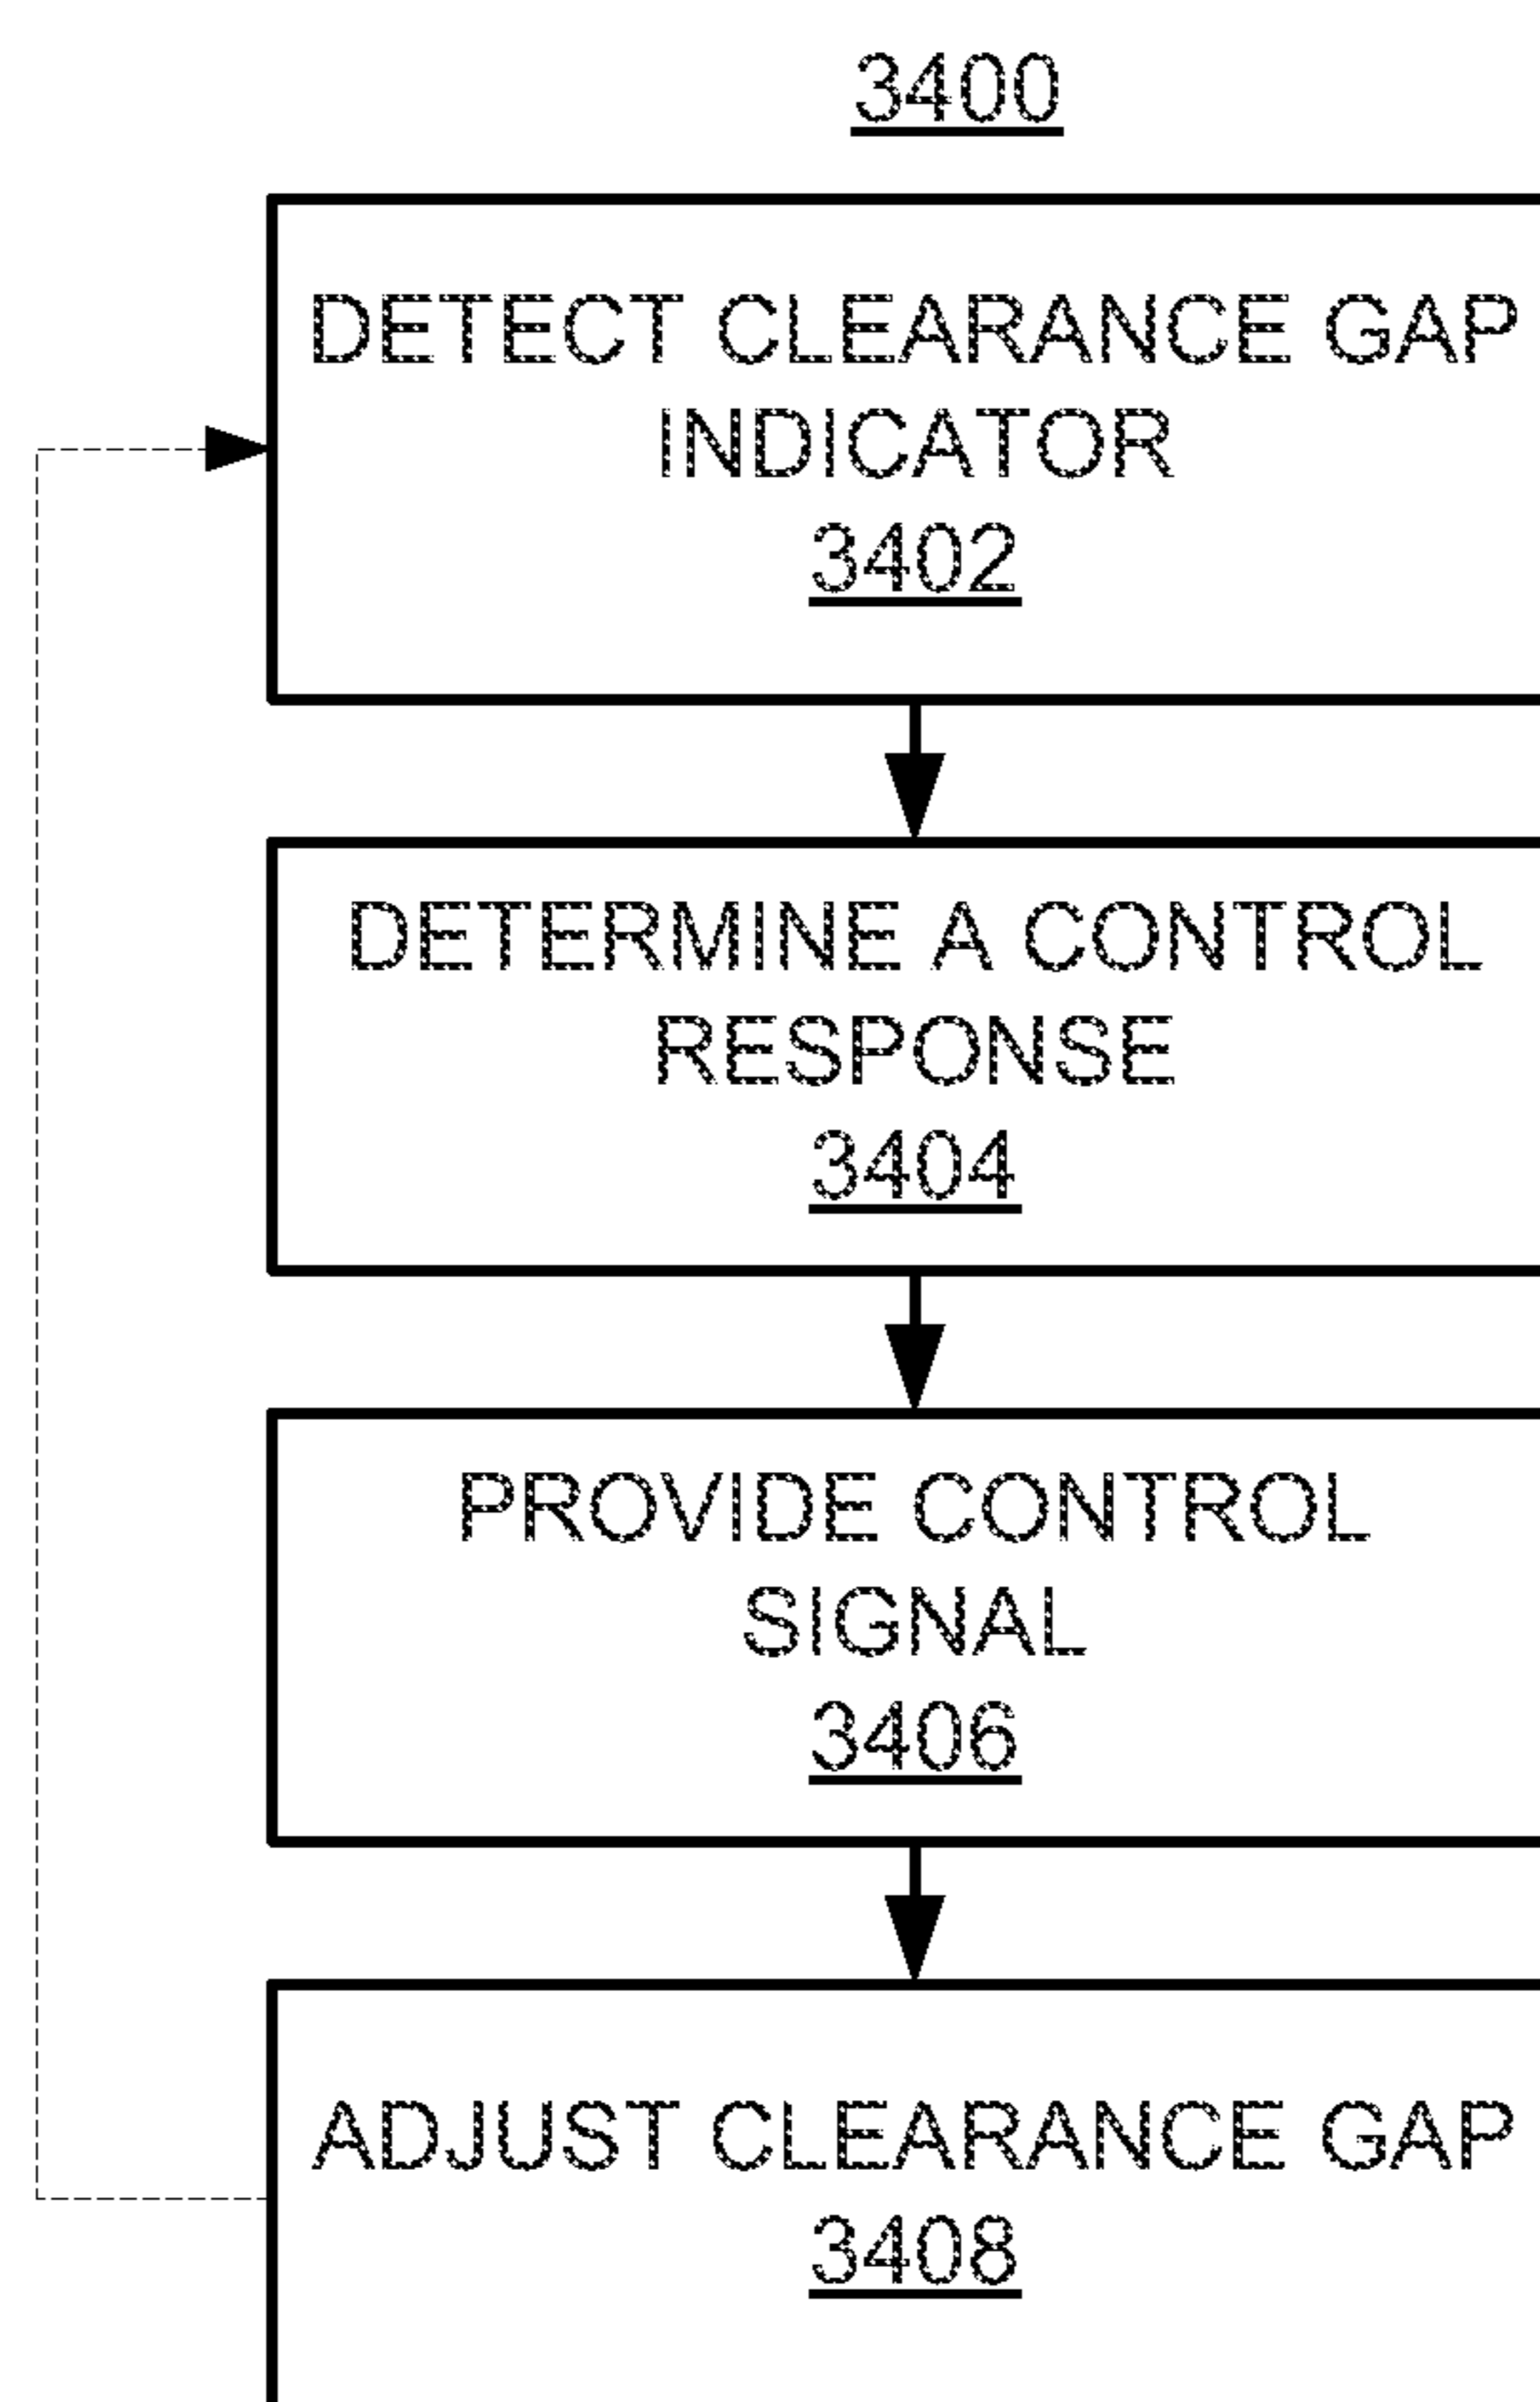 3400
DETECT CLEARANCE GAP
INDICATOR
3402
DETERMINE A CONTROL
RESPONSE
3404
PROVIDE CONTROL
SIGNAL
3406
ADJUST CLEARANCE GAP
3408